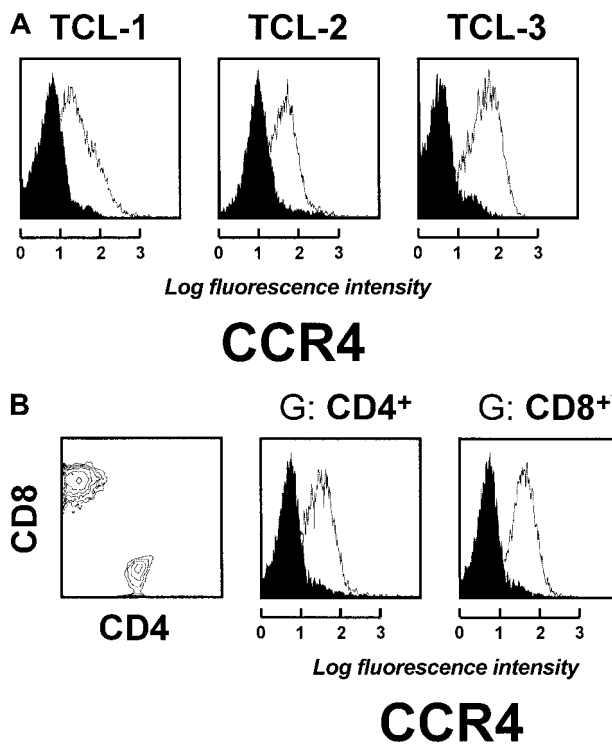 A TCL-1 TCL-2 TCL-3
0 1 2 3 0 1 2 3 0 1 2 3
Log fluorescence intensity
CCR4
B G: CD4+ G: CD8+
CD8
CD4
0 1 2 3 0 1 2 3
Log fluorescence intensity
CCR4